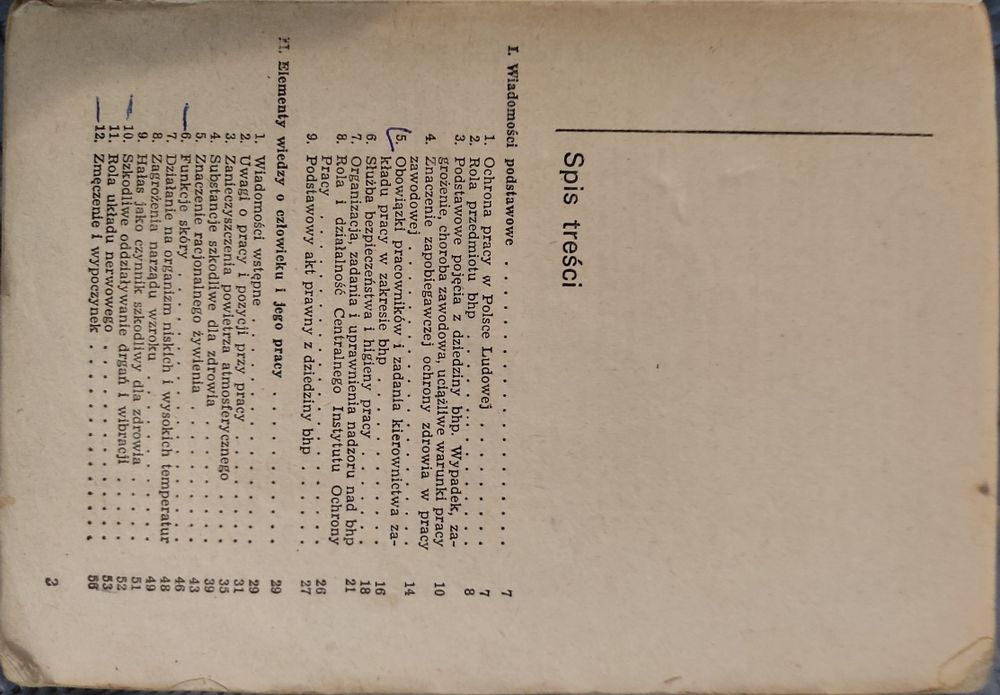 Spis treści
I. Wiadomości podstawowe . . . . . . . . . . . . 7
1. Ochrona pracy w Polsce Ludowej . . . . . . . 7
2. Rola przedmiotu bhp . . . . . . . . . . . 8
3. Podstawowe pojęcia z dziedziny bhp. Wypadek, za-
grożenie, choroba zawodowa, uciążliwe warunki pracy 10
4. Znaczenie zapobiegawczej ochrony zdrowia w pracy
zawodowej . . . . . . . . . . . . . . 14
5. Obowiązki pracowników i zadania kierownictwa za-
kładu pracy w zakresie bhp . . . . . . . . 16
6. Służba bezpieczeństwa i higieny pracy . . . . . 18
7. Organizacja, zadania i uprawnienia nadzoru nad bhp 21
8. Rola i działalność Centralnego Instytutu Ochrony
Pracy . . . . . . . . . . . . . . . 26
9. Podstawowy akt prawny z dziedziny bhp . . . . 27
II. Elementy wiedzy o człowieku i jego pracy . . . . . . 29
1. Wiadomości wstępne . . . . . . . . . . . 29
2. Uwagi o pracy i pozycji przy pracy . . . . . . 31
3. Zanieczyszczenia powietrza atmosferycznego . . . 35
4. Substancje szkodliwe dla zdrowia . . . . . . . 39
5. Znaczenie racjonalnego żywienia . . . . . . . 43
6. Funkcje skóry . . . . . . . . . . . . . 46
7. Działanie na organizm niskich i wysokich temperatur 48
8. Zagrożenia narządu wzroku . . . . . . . . . 49
9. Hałas jako czynnik szkodliwy dla zdrowia . . . . 51
10. Szkodliwe oddziaływanie drgań i wibracji . . . . 52
11. Rola układu nerwowego . . . . . . . . . . 53
12. Zmęczenie i wypoczynek . . . . . . . . . . 56
3